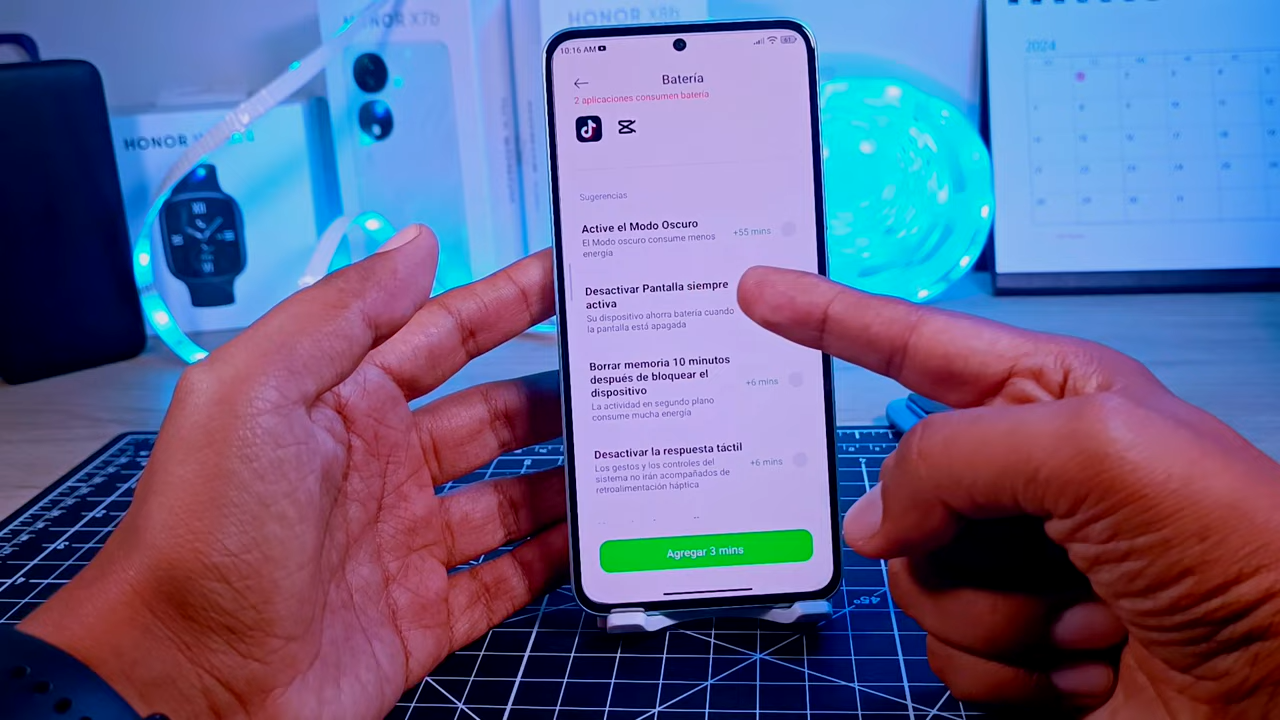 HONOR X7b
HONOR X8b
HONOR
2024
10:16 AM
61
Batería
2 aplicaciones consumen batería
Sugerencias
Active el Modo Oscuro
El Modo oscuro consume menos
energía
+55 mins
Desactivar Pantalla siempre
activa
Su dispositivo ahorra batería cuando
la pantalla está apagada
Borrar memoria 10 minutos
después de bloquear el
dispositivo
La actividad en segundo plano
consume mucha energía
+6 mins
Desactivar la respuesta táctil
Los gestos y los controles del
sistema no irán acompañados de
retroalimentación háptica
+6 mins
Agregar 3 mins
45°